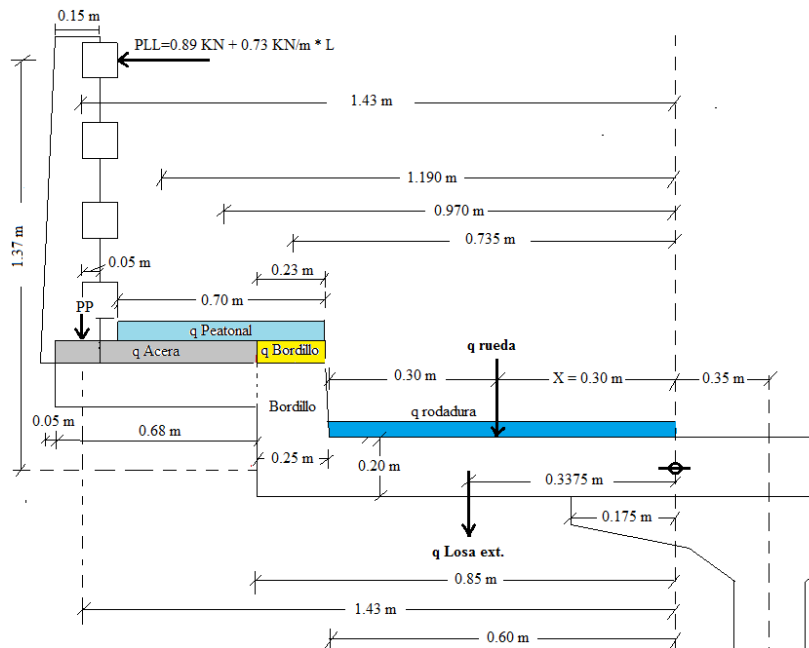 0.15 m
PLL=0.89 KN + 0.73 KN/m * L
1.43 m
1.190 m
0.970 m
0.735 m
1.37 m
0.05 m
0.23 m
0.70 m
PP
q Peatonal
q Acera
q Bordillo
q rueda
0.30 m
X = 0.30 m
0.35 m
Bordillo
q rodadura
0.05 m
0.68 m
0.25 m
0.20 m
0.3375 m
0.175 m
q Losa ext.
0.85 m
1.43 m
0.60 m